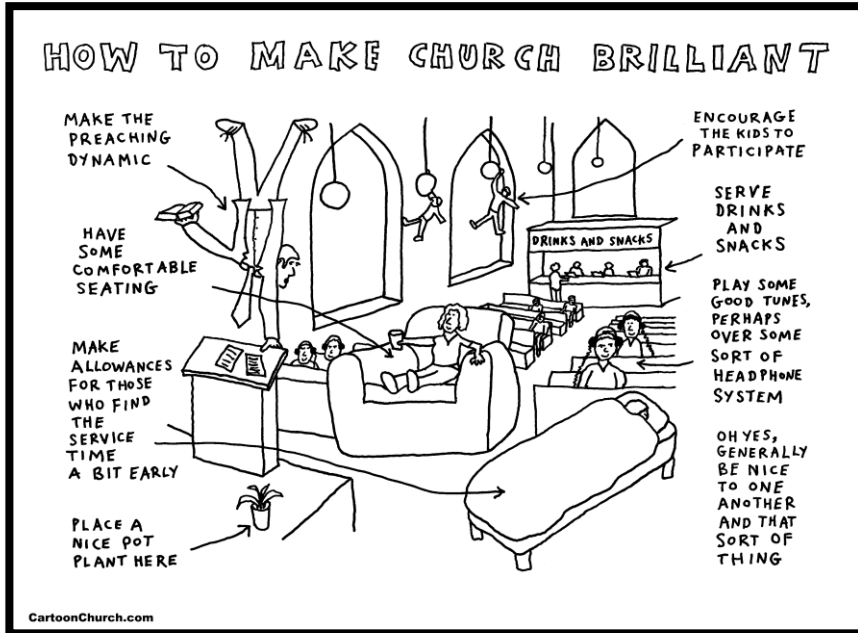 HOW TO MAKE CHURCH BRILLIANT
MAKE THE
PREACHING
DYNAMIC
HAVE
SOME
COMFORTABLE
SEATING
MAKE
ALLOWANCES
FOR THOSE
WHO FIND
THE
SERVICE
TIME
A BIT EARLY
PLACE A
NICE POT
PLANT HERE
ENCOURAGE
THE KIDS TO
PARTICIPATE
SERVE
DRINKS
AND
SNACKS
DRINKS AND SNACKS
PLAY SOME
GOOD TUNES,
PERHAPS
OVER SOME
SORT OF
HEADPHONE
SYSTEM
OH YES,
GENERALLY
BE NICE
TO ONE
ANOTHER
AND THAT
SORT OF
THING
CartoonChurch.com